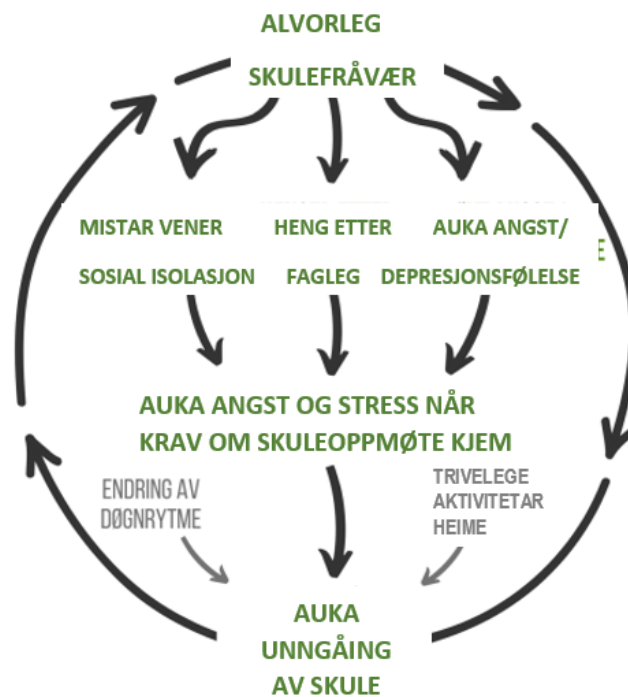 ALVORLEG
SKULEFRÅVÆR
MISTAR VENER
SOSIAL ISOLASJON
HENG ETTER
FAGLEG
AUKA ANGST/
DEPRESJONSFØLELSE
E
AUKA ANGST OG STRESS NÅR
KRAV OM SKULEOPPMØTE KJEM
ENDRING AV
DØGNRYTME
TRIVELEGE
AKTIVITETAR
HEIME
AUKA
UNNGÅING
AV SKULE